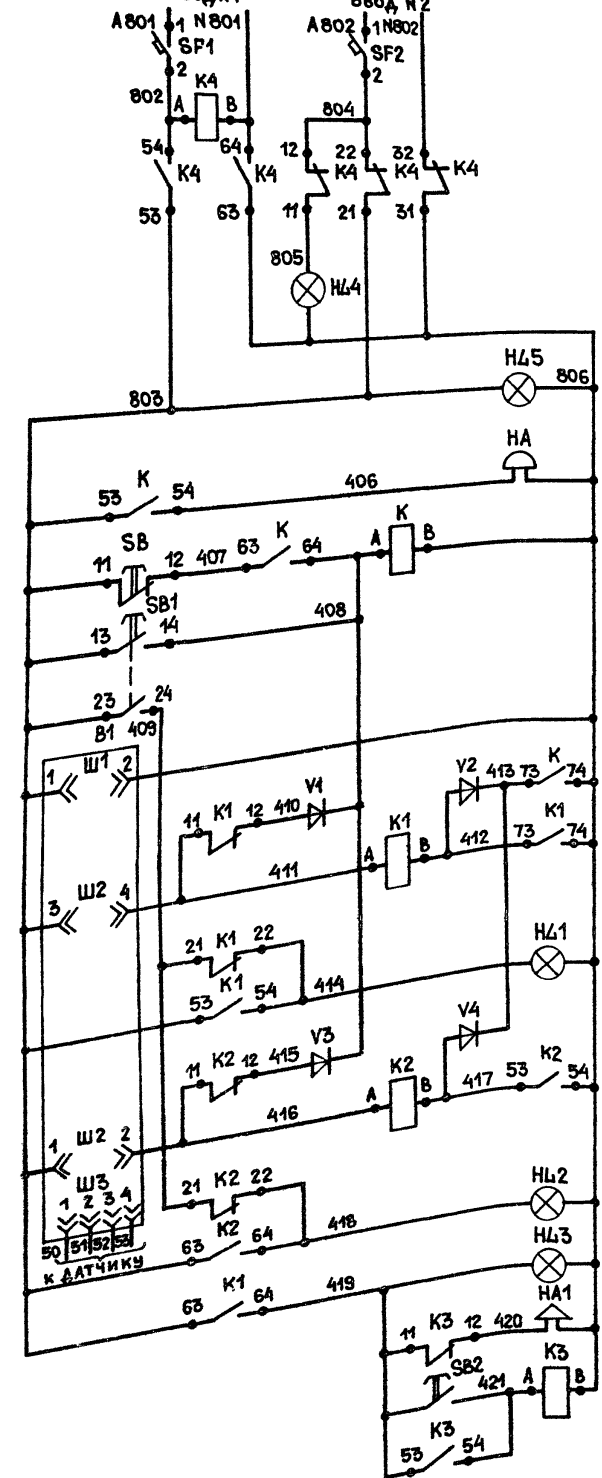 ВВОД N2
A801 1 N801 A802 1 N802
SF1 SF2
2 2
802 A K4 B 804
54 64 12 22 32
K4 K4 K4 K4 K4
53 63 11 21 31
805
HL4
HL5
803 806
HA
K 406
53 54
SB K K
11 12 407 63 64 A B
SB1
13 14 408
23 24
B1 409
1 Ш1 2
V2 413 73 K 74
11 K1 12 410 V1
K1 412 73 K1 74
411 A B
3 Ш2 4
21 K1 22
HL1
53 K1 54 414
V4
11 K2 12 415 V3
K2 417 53 K2 54
416 A B
1 Ш2 2
Ш3
1 2 3 4
21 K2 22
HL2
50 51 52 53
К ДАТЧИКУ
63 K2 64 418
HL3
63 K1 64 419
HA1
11 K3 12 420
SB2 K3
421 A B
K3
53 54